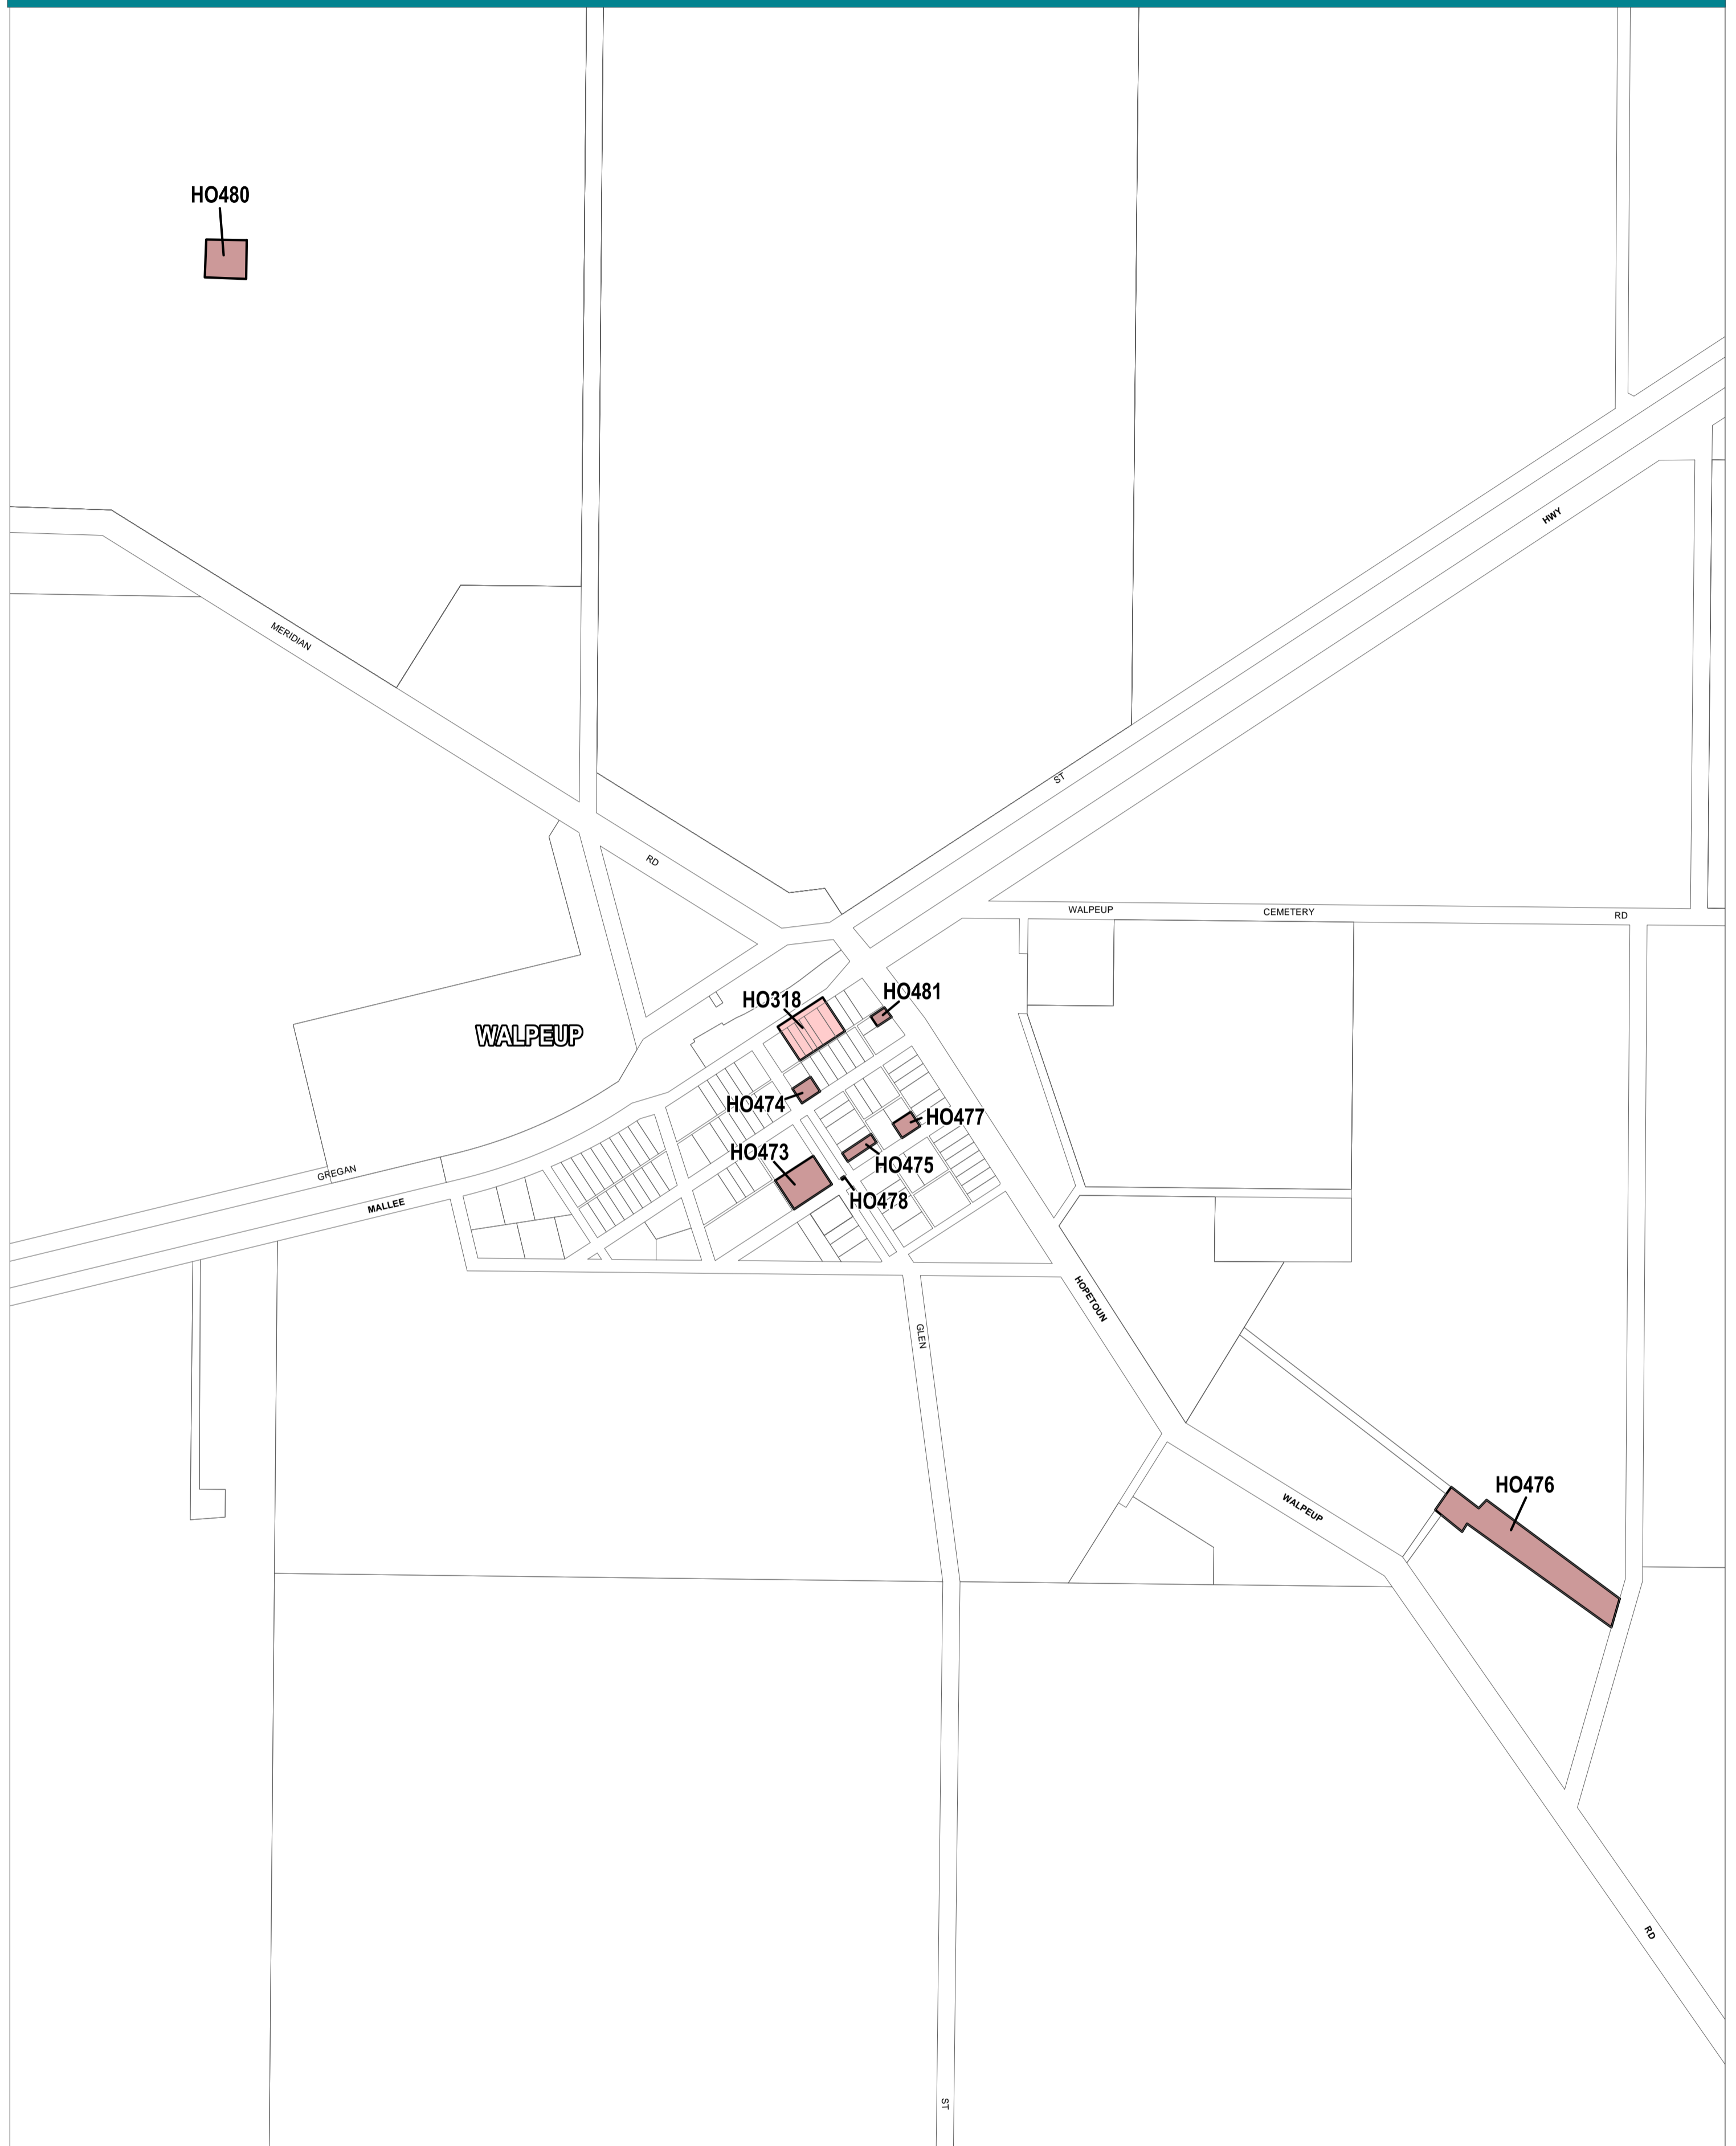 HO480
HWY
MERIDIAN
ST
RD
WALPEUP
CEMETERY
RD
HO481
HO318
WALPEUP
HO474
HO477
HO473
HO475
GREGAN
HO478
MALLEE
HOPETOUN
GLEN
HO476
WALPEUP
RD
ST